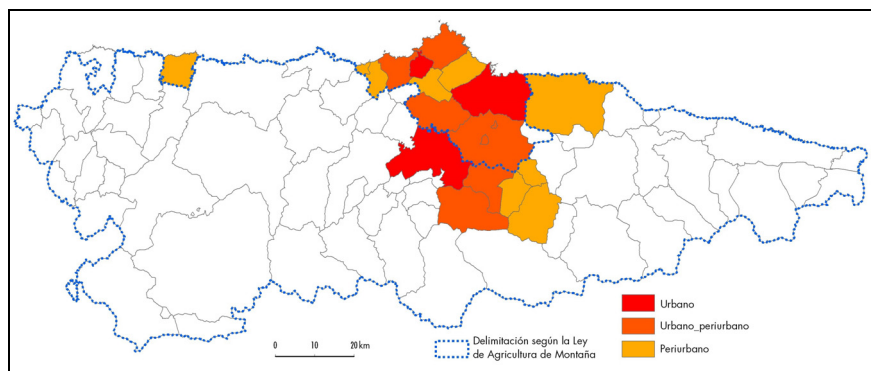 Urbano
Urbano_periurbano
Periurbano
0 10 20 km
Delimitación según la Ley
de Agricultura de Montaña